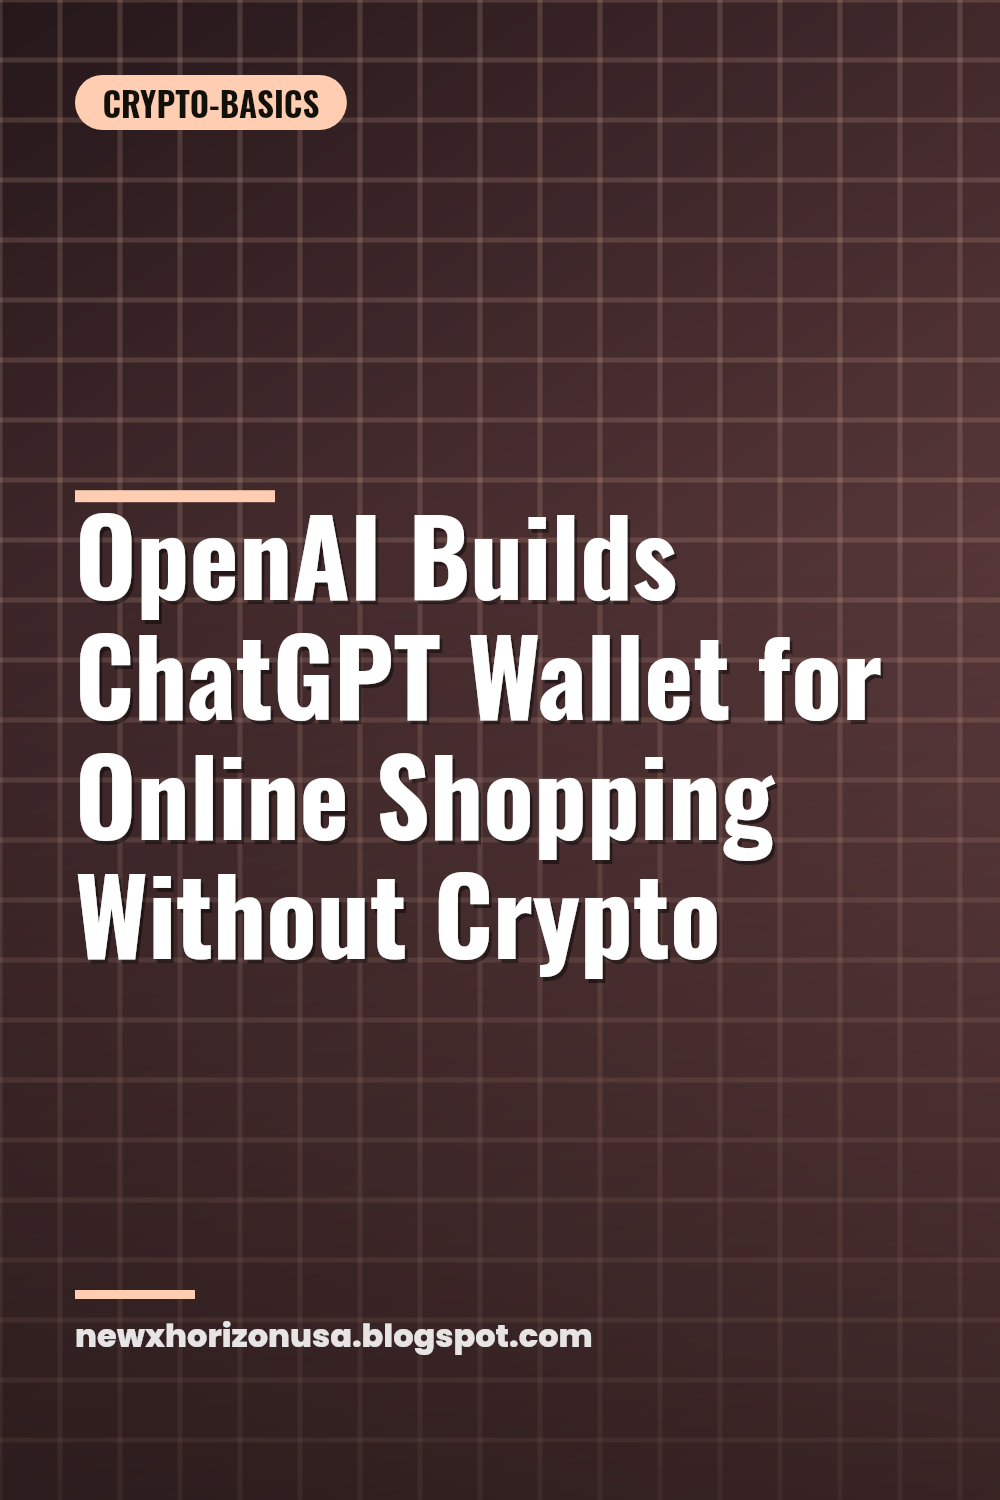 CRYPTO-BASICS
OpenAI Builds
ChatGPT Wallet for
Online Shopping
Without Crypto
newxhorizonusa.blogspot.com